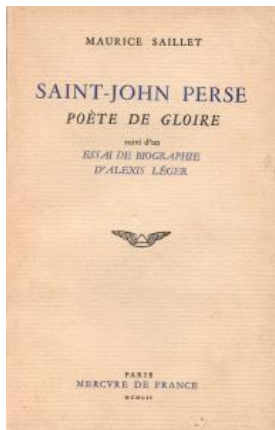 MAURICE SAILLET
SAINT-JOHN PERSE
POÈTE DE GLOIRE
suivi d'un
ESSAI DE BIOGRAPHIE
D'ALEXIS LÉGER
PARIS
MERCVRE DE FRANCE
MCMLII